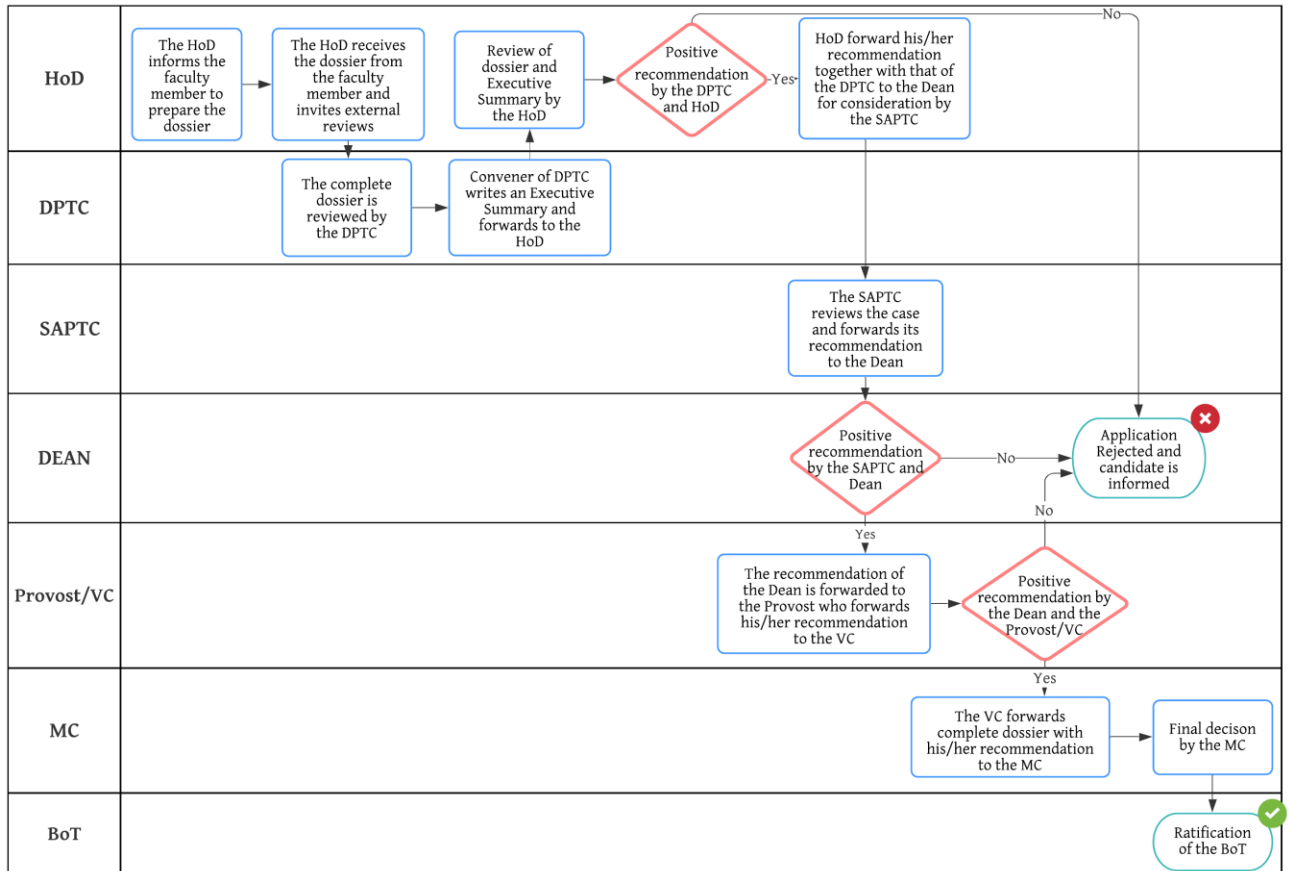 HoD
The HoD
informs the
faculty
member to
prepare the
dossier
The HoD receives
the dossier from
the faculty
member and
invites external
reviews
Review of
dossier and
Executive
Summary by
the HoD
Positive
recommendation
by the DPTC
and HoD
No
Yes
HoD forward his/her
recommendation
together with that of
the DPTC to the Dean
for consideration by
the SAPTC
DPTC
The complete
dossier is
reviewed by
the DPTC
Convener of DPTC
writes an Executive
Summary and
forwards to the
HoD
SAPTC
The SAPTC
reviews the case
and forwards its
recommendation
to the Dean
DEAN
Positive
recommendation
by the SAPTC and
Dean
No
Application
Rejected and
candidate is
informed
Yes
No
Provost/VC
The recommendation of
the Dean is forwarded to
the Provost who forwards
his/her recommendation
to the VC
Positive
recommendation by
the Dean and the
Provost/VC
Yes
MC
The VC forwards
complete dossier with
his/her recommendation
to the MC
Final decison
by the MC
BoT
Ratification
of the BoT